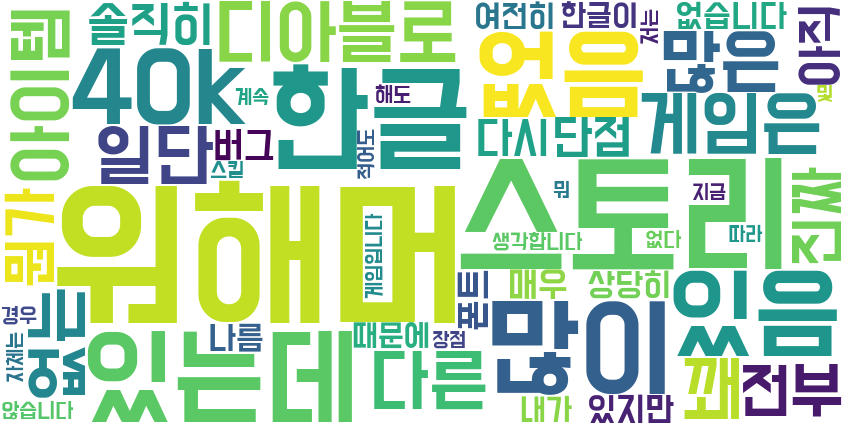 아이템
솔직히
디아블로
여전히
한글이
저는
없습니다
많은
아직
및
40k
계속
한글
해도
없음
게임은
일단
버그
스킬
적어도
다시
단점
뭔가
워해머
스토리
뭐
지금
진짜
게임입니다
생각합니다
없다
따라
경우
자체는
없는
나름
때문에
장점
폰트
매우
상당히
있음
있는데
다른
많이
꽤
전부
않습니다
내가
있지만